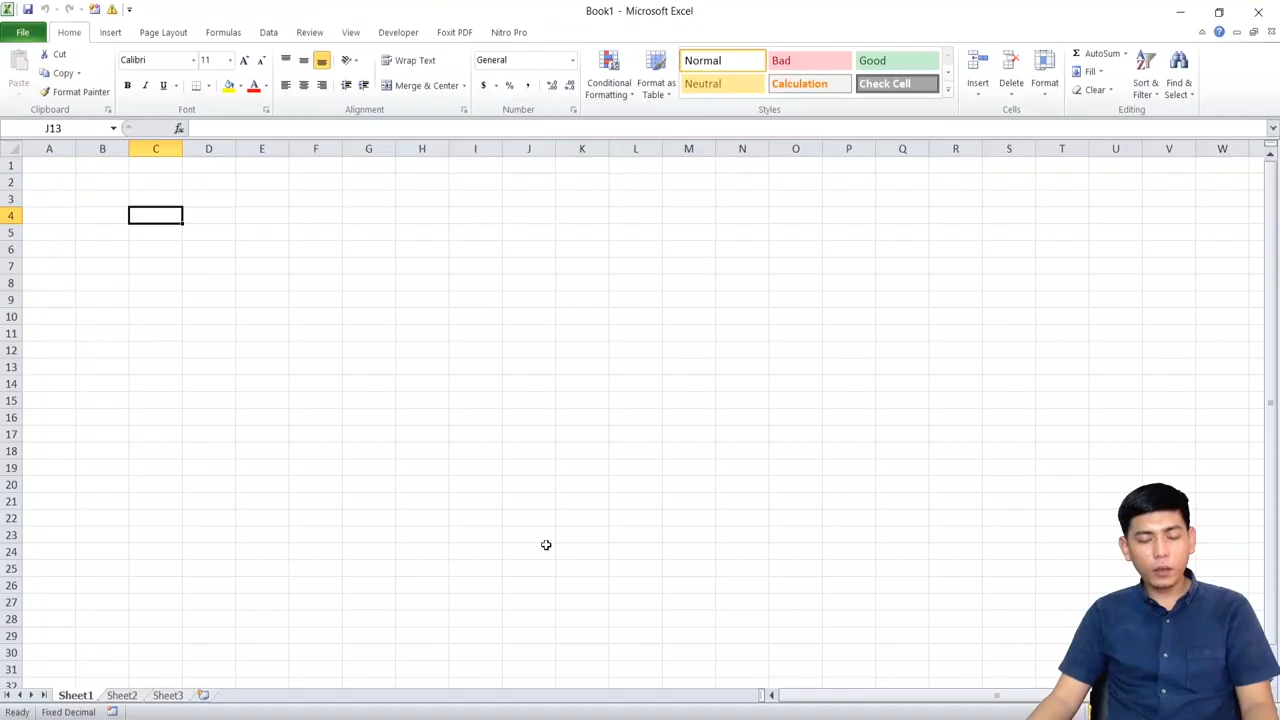 Book1 - Microsoft Excel
File Home Insert Page Layout Formulas Data Review View Developer Foxit PDF Nitro Pro
Paste Cut Copy Format Painter Clipboard
Calibri 11 B I U A Font
Wrap Text Merge & Center Alignment
General $ % , Number
Conditional Formatting Format as Table Normal Bad Good Neutral Calculation Check Cell Styles
Insert Delete Format Cells
AutoSum Fill Clear Sort & Filter Find & Select Editing
J13 fx
A B C D E F G H I J K L M N O P Q R S T U V W
1
2
3
4
5
6
7
8
9
10
11
12
13
14
15
16
17
18
19
20
21
22
23
24
25
26
27
28
29
30
31
32
Sheet1 Sheet2 Sheet3
Ready Fixed Decimal